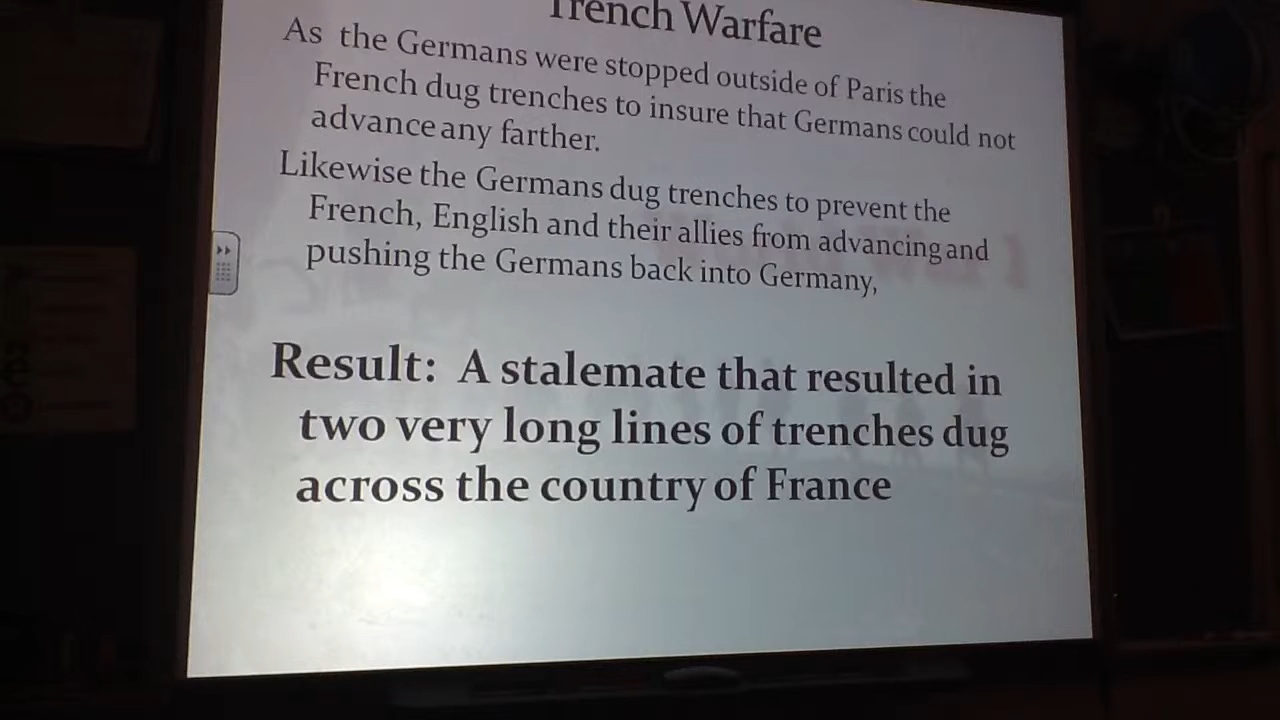 Trench Warfare
As the Germans were stopped outside of Paris the
French dug trenches to insure that Germans could not
advance any farther.
Likewise the Germans dug trenches to prevent the
French, English and their allies from advancing and
pushing the Germans back into Germany,
Result: A stalemate that resulted in
two very long lines of trenches dug
across the country of France